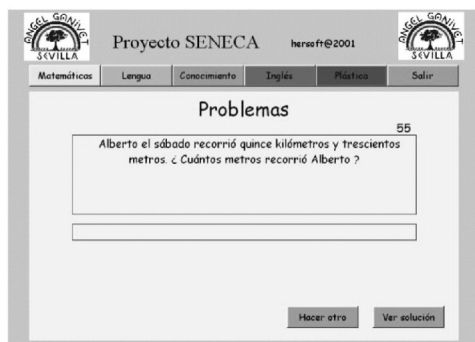 ANGEL GANIVET
SEVILLA
Proyecto SENECA
hersoft@2001
ANGEL GANIVET
SEVILLA
Matemáticas
Lengua
Conocimiento
Inglés
Plástica
Salir
Problemas
55
Alberto el sábado recorrió quince kilómetros y trescientos
metros. ¿ Cuántos metros recorrió Alberto ?
Hacer otro
Ver solución